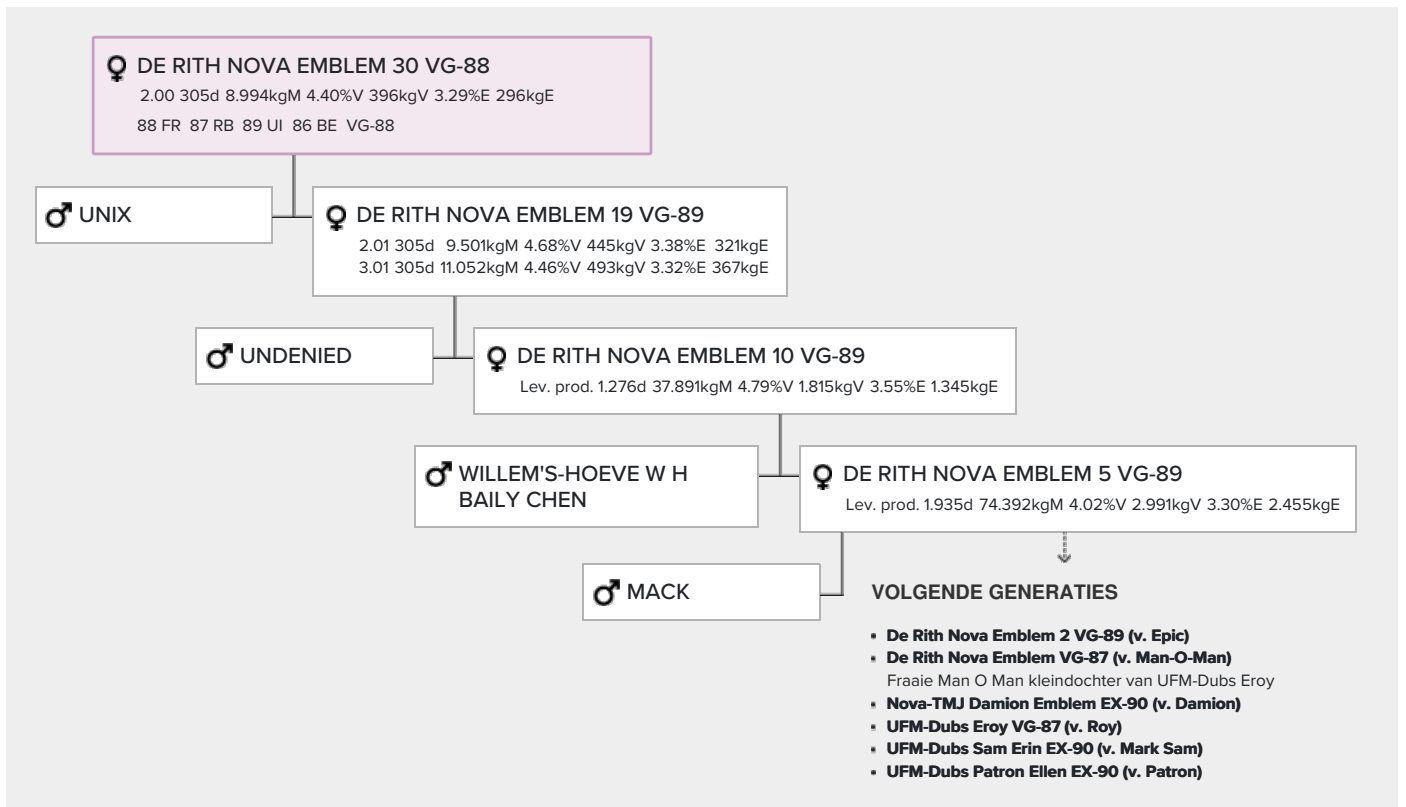 DE RITH NOVA EMBLEM 30 VG-88
2.00 305d 8.994kgM 4.40%V 396kgV 3.29%E 296kgE
88 FR 87 RB 89 UI 86 BE VG-88
UNIX
DE RITH NOVA EMBLEM 19 VG-89
2.01 305d 9.501kgM 4.68%V 445kgV 3.38%E 321kgE
3.01 305d 11.052kgM 4.46%V 493kgV 3.32%E 367kgE
UNDENIED
DE RITH NOVA EMBLEM 10 VG-89
Lev. prod. 1.276d 37.891kgM 4.79%V 1.815kgV 3.55%E 1.345kgE
WILLEM'S-HOEVE W H
BAILY CHEN
DE RITH NOVA EMBLEM 5 VG-89
Lev. prod. 1.935d 74.392kgM 4.02%V 2.991kgV 3.30%E 2.455kgE
MACK
VOLGENDE GENERATIES
• De Rith Nova Emblem 2 VG-89 (v. Epic)
• De Rith Nova Emblem VG-87 (v. Man-O-Man)
Fraaie Man O Man kleindochter van UFM-Dubs Eroy
• Nova-TMJ Damion Emblem EX-90 (v. Damion)
• UFM-Dubs Eroy VG-87 (v. Roy)
• UFM-Dubs Sam Erin EX-90 (v. Mark Sam)
• UFM-Dubs Patron Ellen EX-90 (v. Patron)